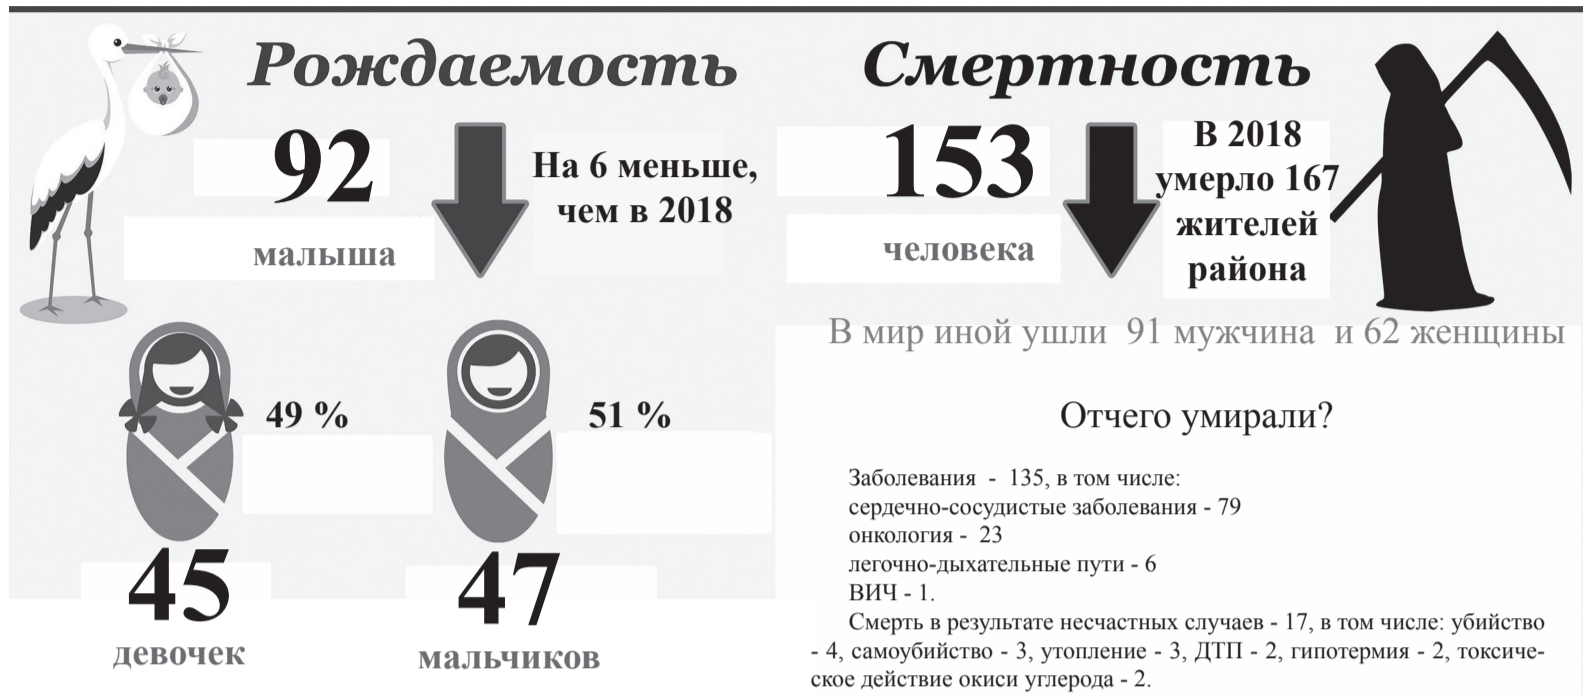 Рождаемость
92
малыша
На 6 меньше,
чем в 2018
49 %
51 %
45
девочек
47
мальчиков
Смертность
153
человека
В 2018
умерло 167
жителей
района
В мир иной ушли 91 мужчина и 62 женщины
Отчего умирали?
Заболевания - 135, в том числе:
сердечно-сосудистые заболевания - 79
онкология - 23
легочно-дыхательные пути - 6
ВИЧ - 1.
Смерть в результате несчастных случаев - 17, в том числе: убийство
- 4, самоубийство - 3, утопление - 3, ДТП - 2, гипотермия - 2, токсиче-
ское действие окиси углерода - 2.